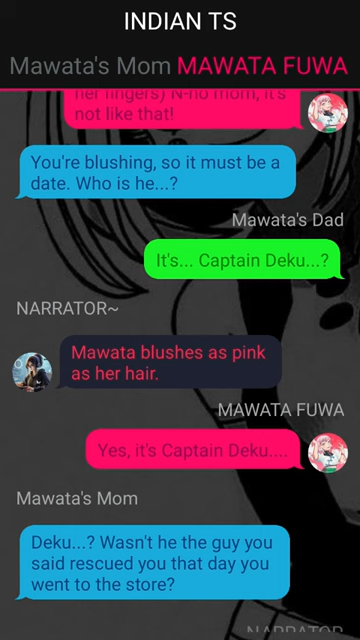 INDIAN TS
Mawata's Mom MAWATA FUWA
her fingers) N-no mom, it's
not like that!
You're blushing, so it must be a
date. Who is he...?
Mawata's Dad
It's... Captain Deku...?
NARRATOR~
Mawata blushes as pink
as her hair.
MAWATA FUWA
Yes, it's Captain Deku....
Mawata's Mom
Deku...? Wasn't he the guy you
said rescued you that day you
went to the store?
NARRATOR